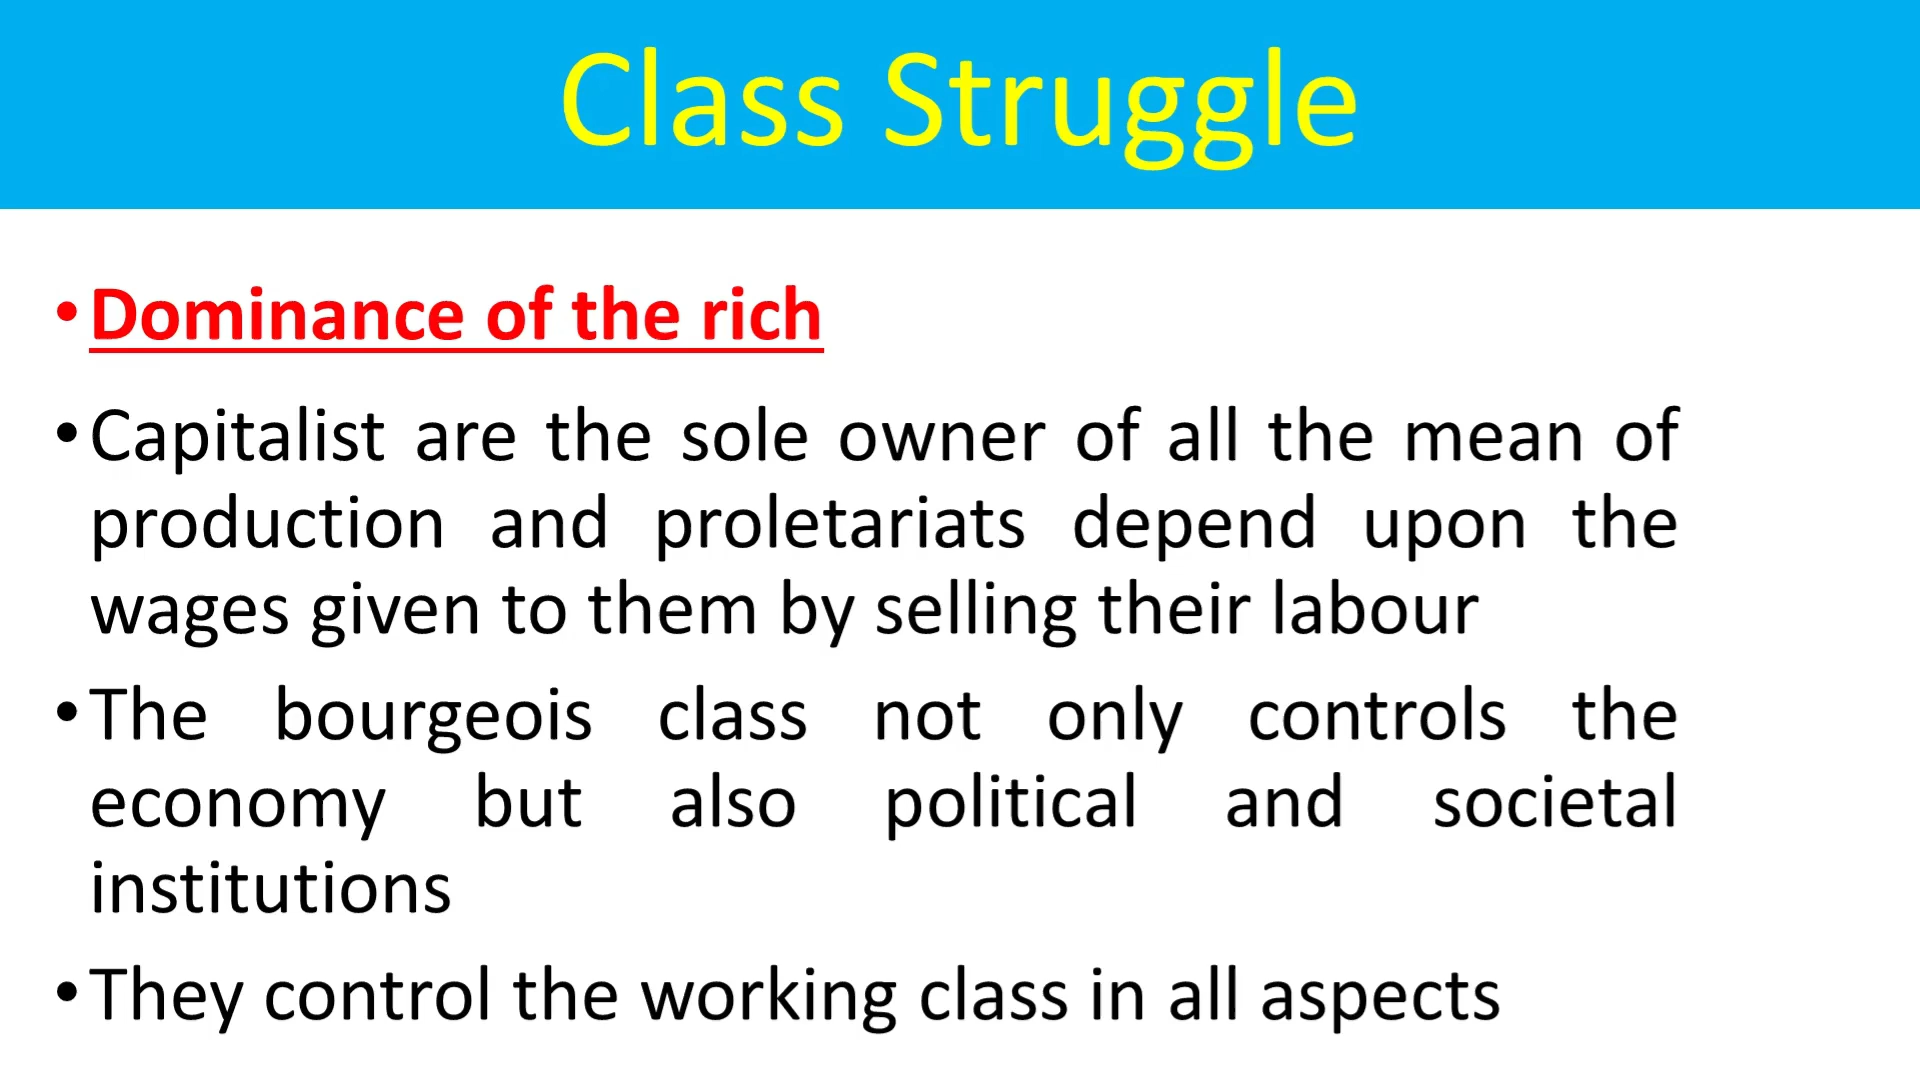 Class Struggle
•Dominance of the rich
•Capitalist are the sole owner of all the mean of
production and proletariats depend upon the
wages given to them by selling their labour
•The bourgeois class not only controls the
economy but also political and societal
institutions
•They control the working class in all aspects